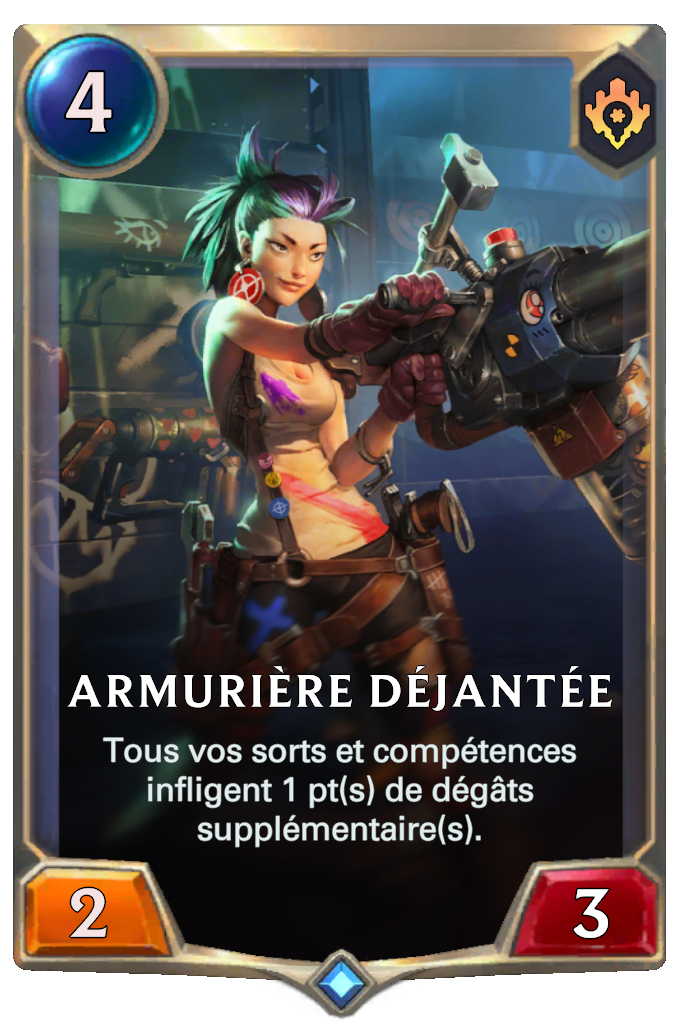 4
ARMURIÈRE DÉJANTÉE
Tous vos sorts et compétences
infligent 1 pt(s) de dégâts
supplémentaire(s).
2
3